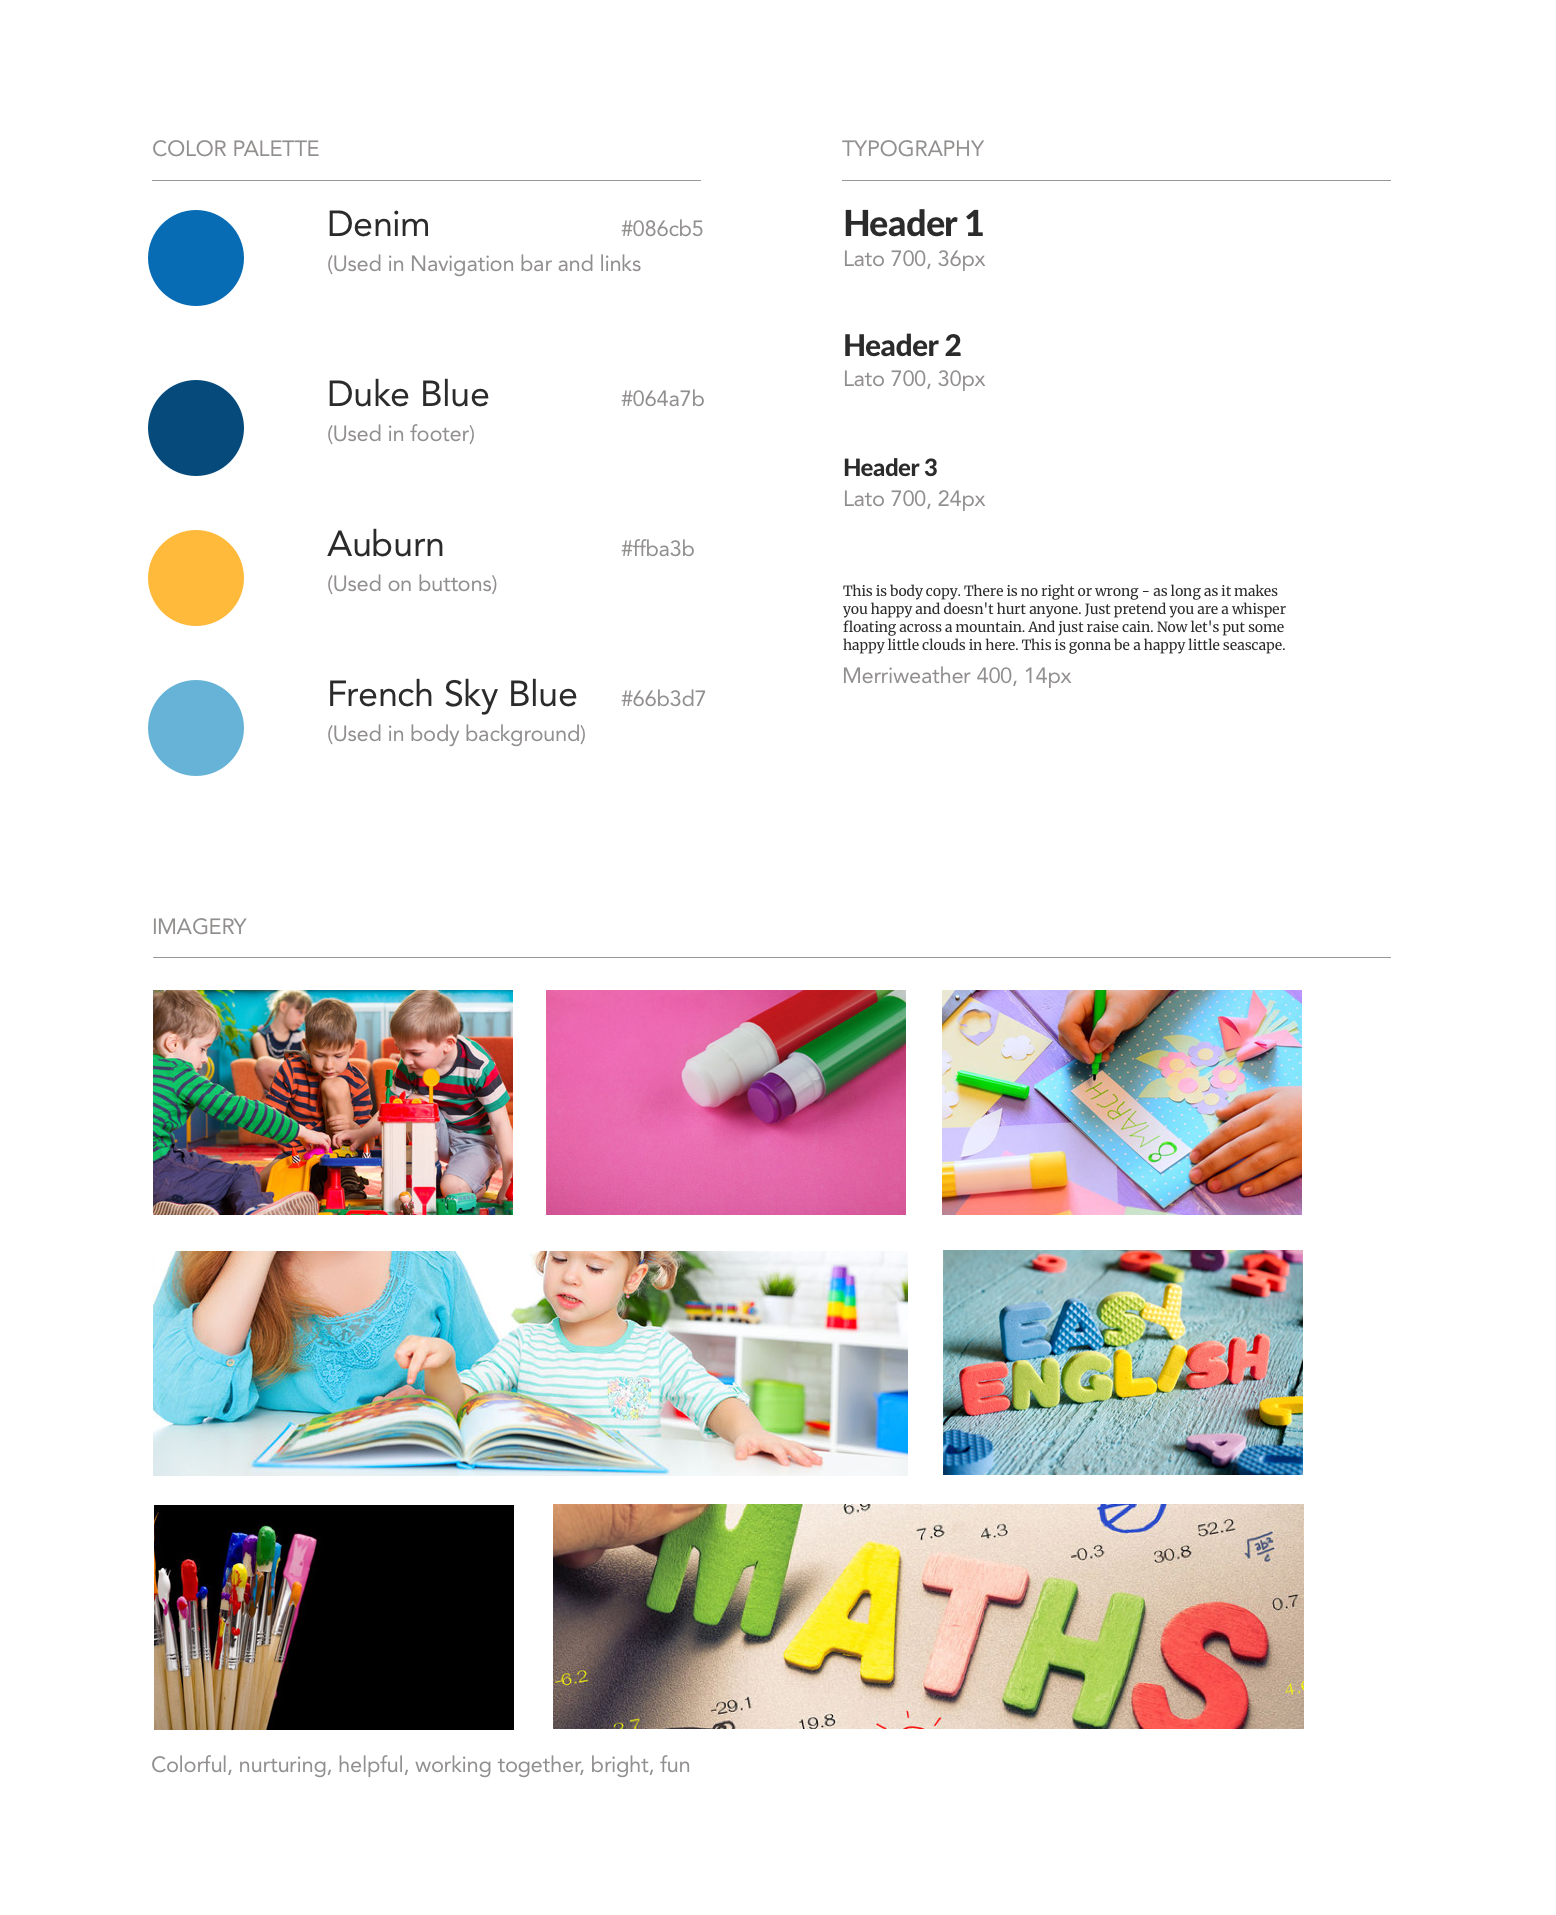 COLOR PALETTE
Denim
#086cb5
(Used in Navigation bar and links
Duke Blue
#064a7b
(Used in footer)
Auburn
#ffba3b
(Used on buttons)
French Sky Blue
#66b3d7
(Used in body background)
TYPOGRAPHY
Header 1
Lato 700, 36px
Header 2
Lato 700, 30px
Header 3
Lato 700, 24px
This is body copy. There is no right or wrong - as long as it makes
you happy and doesn't hurt anyone. Just pretend you are a whisper
floating across a mountain. And just raise cain. Now let's put some
happy little clouds in here. This is gonna be a happy little seascape.
Merriweather 400, 14px
IMAGERY
8 MARCH
EASY
ENGLISH
A
6.9
7.8
4.3
52.2
-0.3
30.8
0.7
MATHS
-6.2
-29.1
19.8
2.7
Colorful, nurturing, helpful, working together, bright, fun